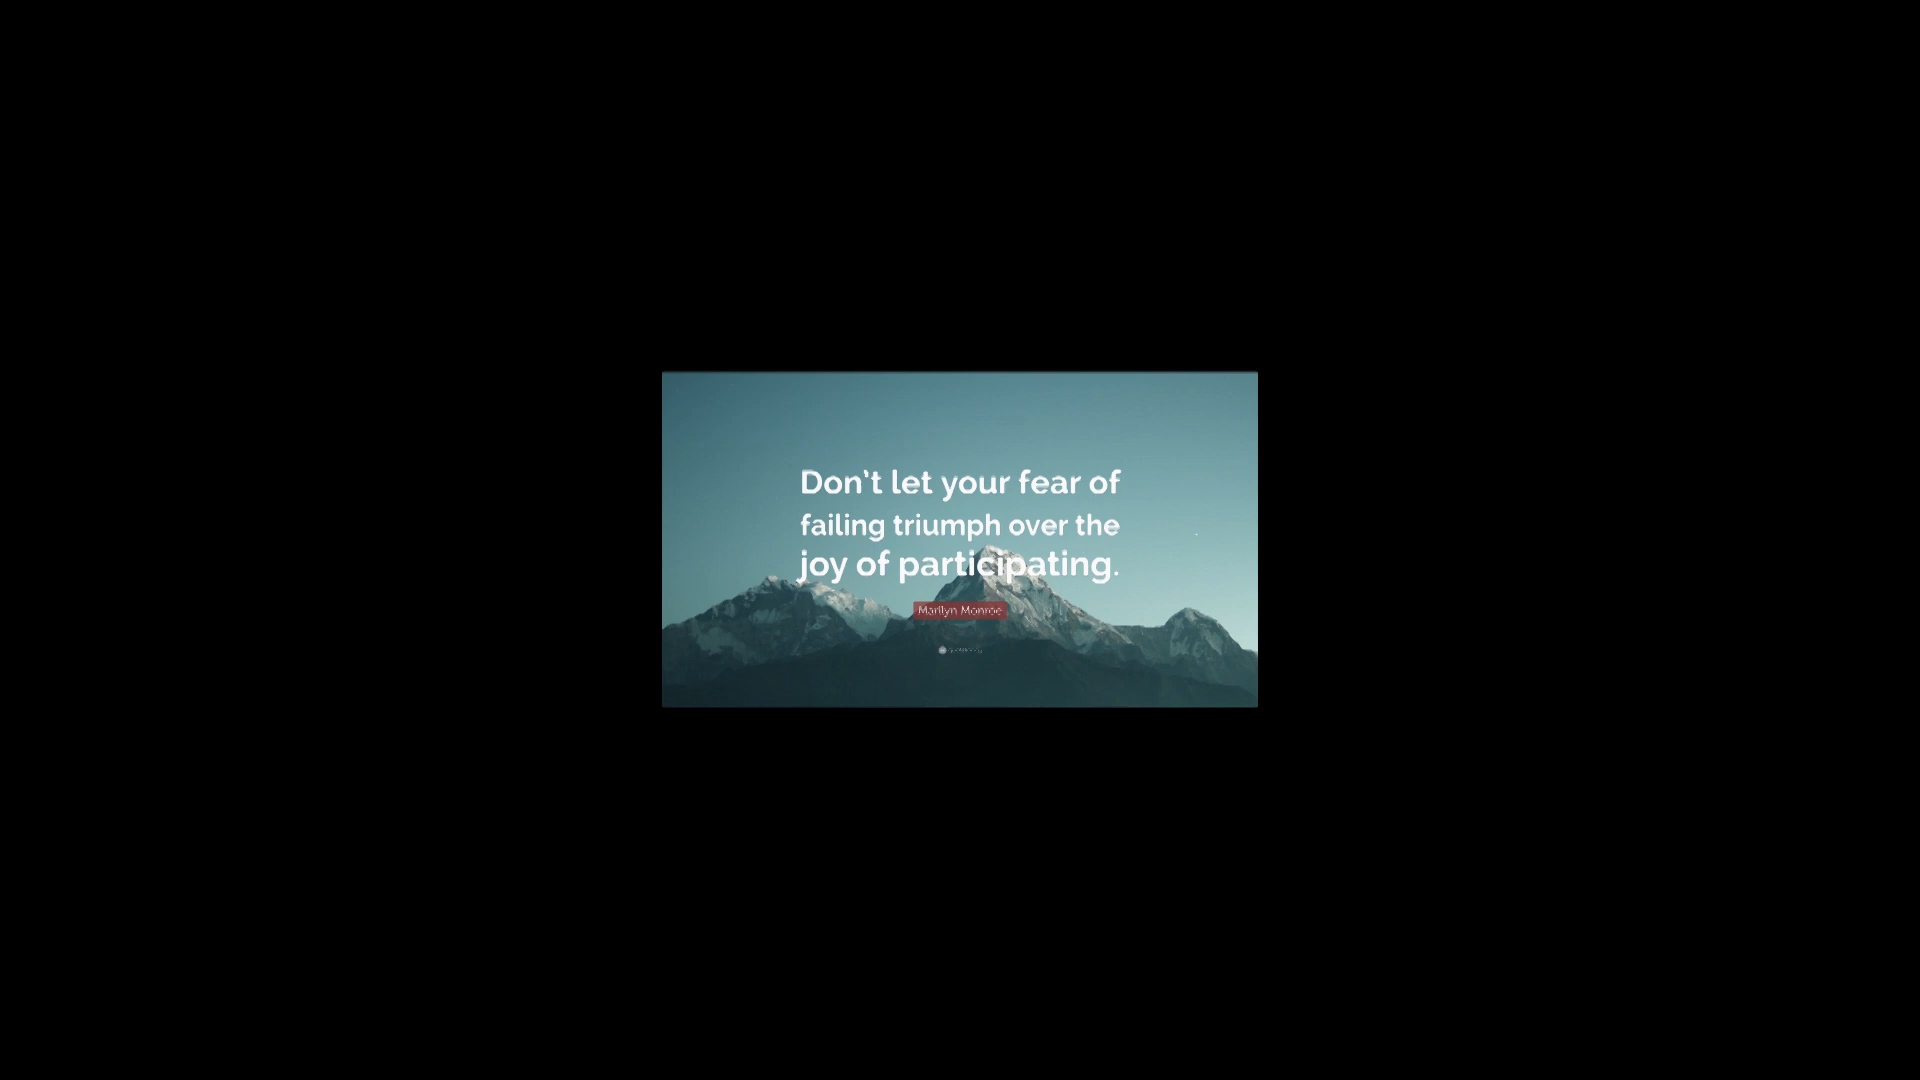 Don't let your fear of
failing triumph over the
joy of participating.
Marilyn Monroe